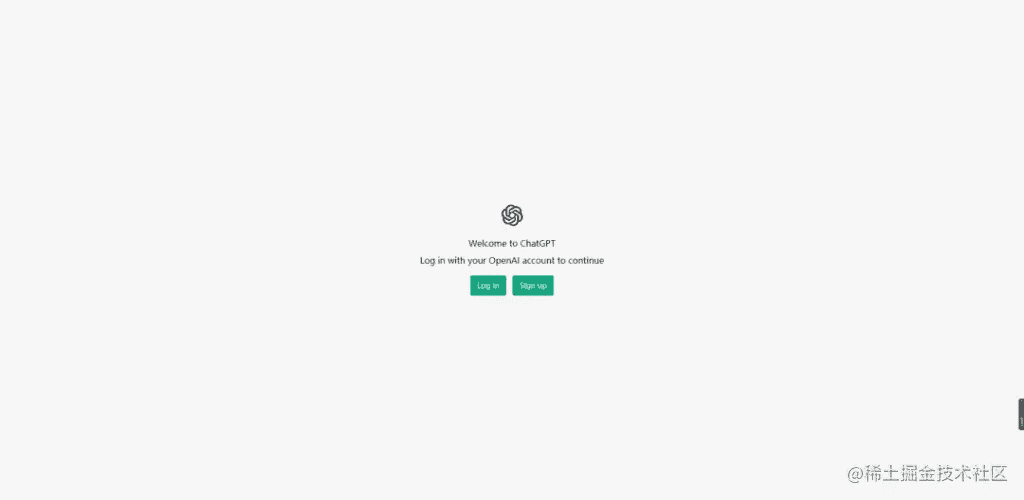 Welcome to ChatGPT
Log in with your OpenAI account to continue
Log in Sign up
@稀土掘金技术社区